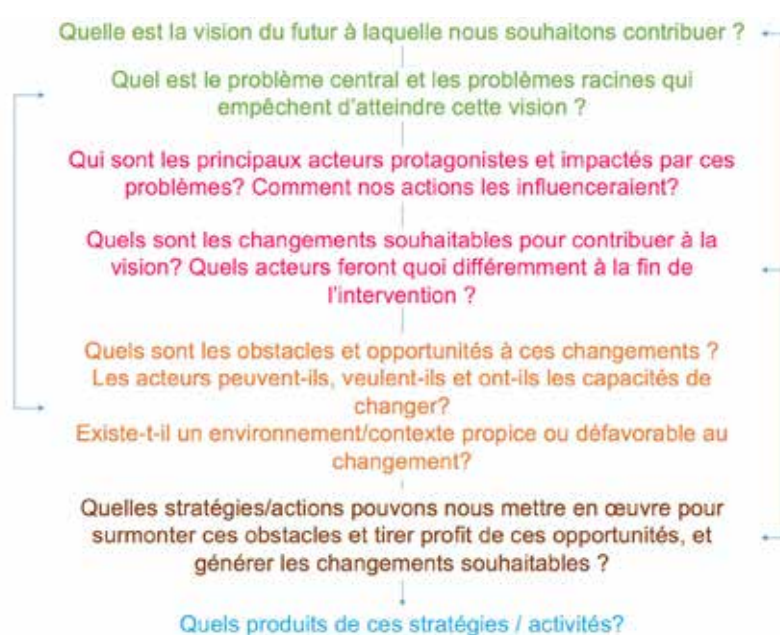 Quelle est la vision du futur à laquelle nous souhaitons contribuer ?
Quel est le problème central et les problèmes racines qui
empêchent d'atteindre cette vision ?
Qui sont les principaux acteurs protagonistes et impactés par ces
problèmes? Comment nos actions les influenceraient?
Quels sont les changements souhaitables pour contribuer à la
vision? Quels acteurs feront quoi différemment à la fin de
l'intervention ?
Quels sont les obstacles et opportunités à ces changements ?
Les acteurs peuvent-ils, veulent-ils et ont-ils les capacités de
changer?
Existe-t-il un environnement/contexte propice ou défavorable au
changement?
Quelles stratégies/actions pouvons nous mettre en œuvre pour
surmonter ces obstacles et tirer profit de ces opportunités, et
générer les changements souhaitables ?
Quels produits de ces stratégies / activités?